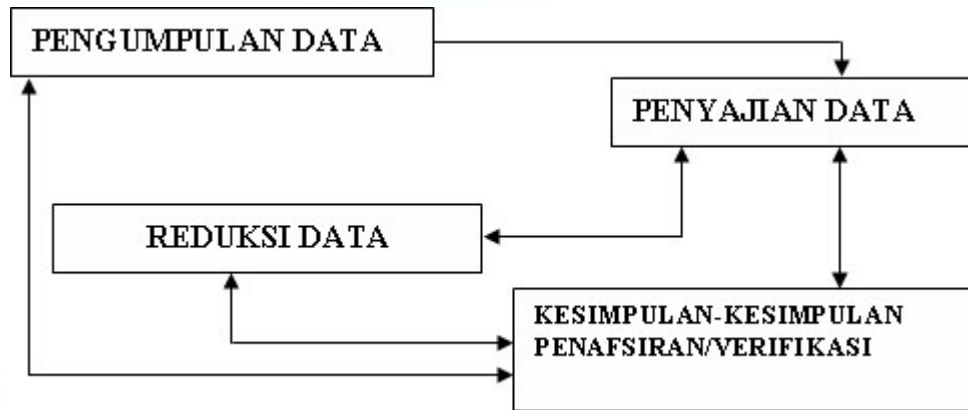 PENGUMPULAN DATA
PENYAJIAN DATA
REDUKSI DATA
KESIMPULAN-KESIMPULAN
PENAFSIRAN/VERIFIKASI